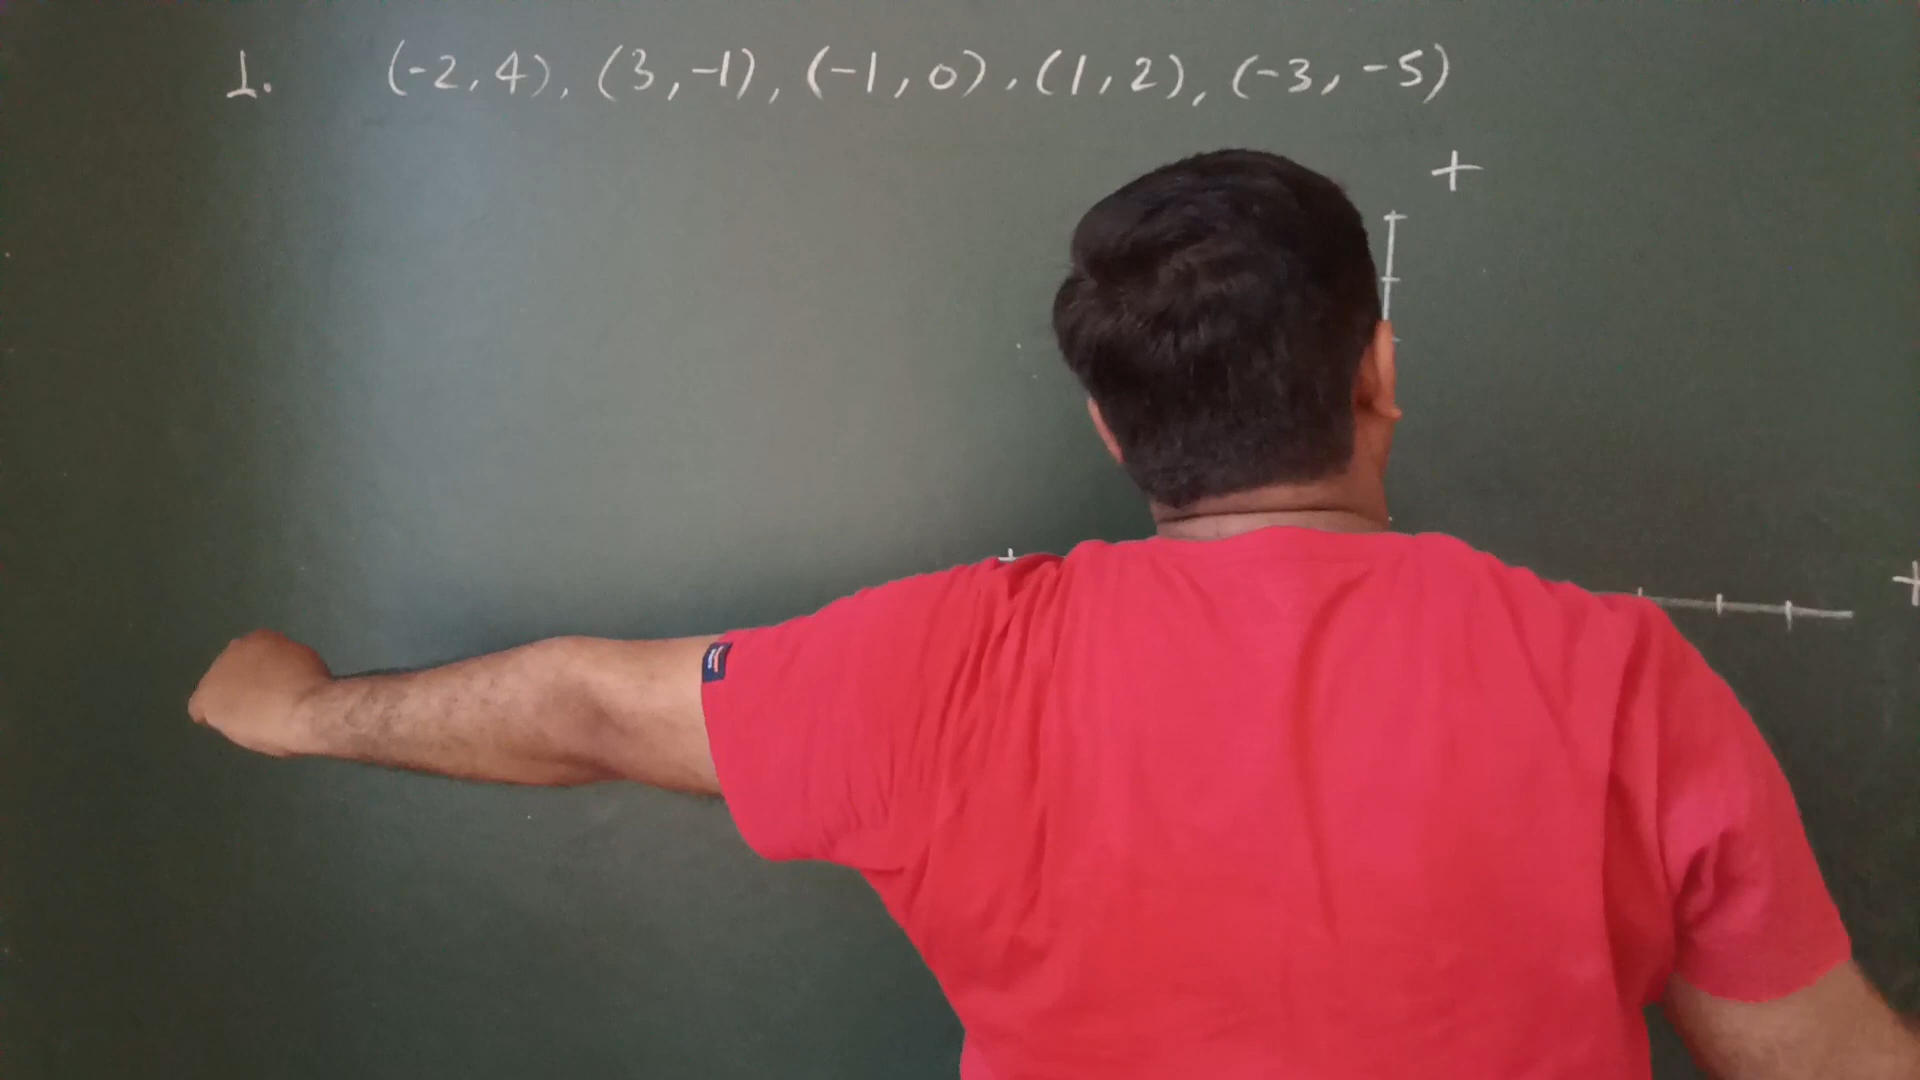 1. (-2,4), (3,-1), (-1,0), (1,2), (-3,-5)
+
+